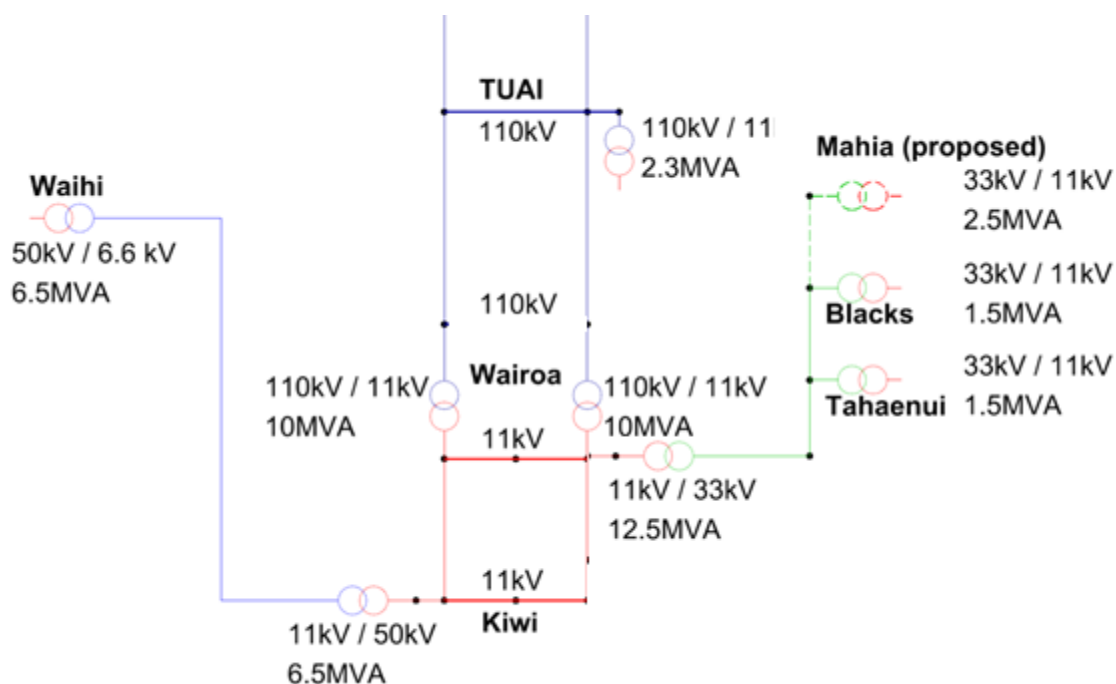 TUAI
110kV
110kV / 11
2.3MVA
Mahia (proposed)
33kV / 11kV
2.5MVA
Waihi
50kV / 6.6 kV
6.5MVA
110kV
33kV / 11kV
Blacks
1.5MVA
Wairoa
110kV / 11kV
10MVA
110kV / 11kV
10MVA
33kV / 11kV
Tahaenui
1.5MVA
11kV
11kV / 33kV
12.5MVA
11kV
Kiwi
11kV / 50kV
6.5MVA